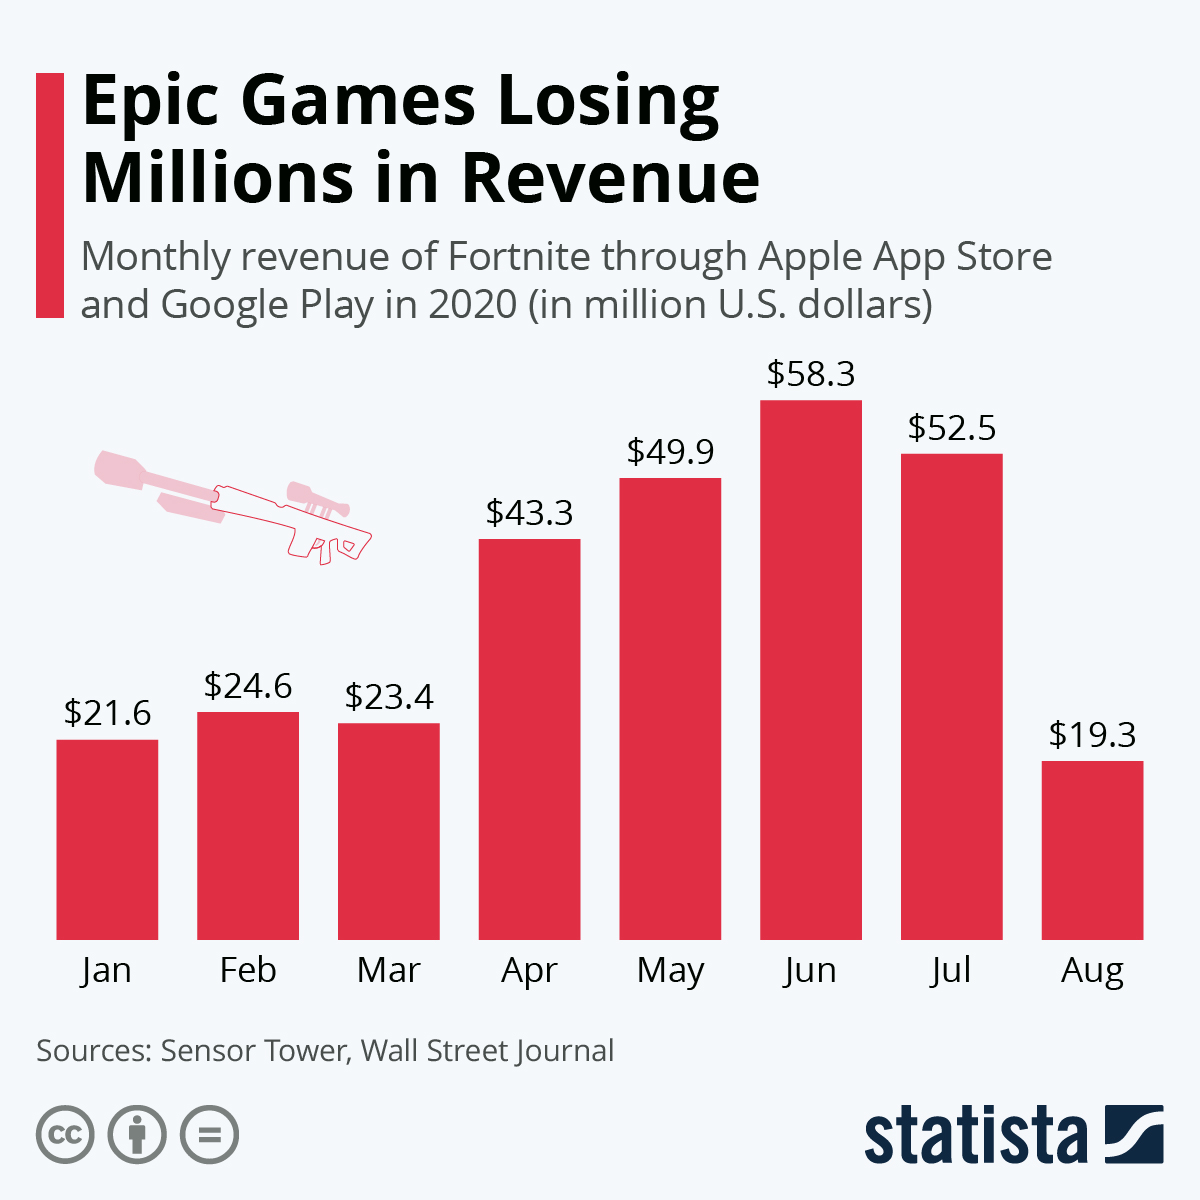 Epic Games Losing
Millions in Revenue
Monthly revenue of Fortnite through Apple App Store
and Google Play in 2020 (in million U.S. dollars)
$21.6
$24.6
$23.4
$43.3
$49.9
$58.3
$52.5
$19.3
Jan
Feb
Mar
Apr
May
Jun
Jul
Aug
Sources: Sensor Tower, Wall Street Journal
cc
=
statista